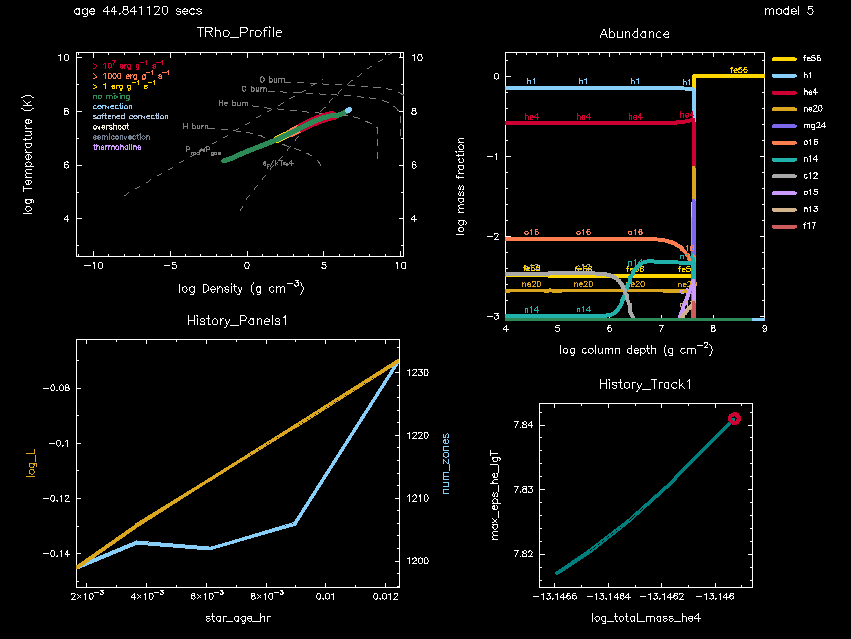 age 44.841120 secs
model 5
TRho_Profile
> 10⁷ erg g⁻¹ s⁻¹
> 1000 erg g⁻¹ s⁻¹
> 1 erg g⁻¹ s⁻¹
no mixing
convection
softened convection
overshoot
semiconvection
thermohaline
O burn
C burn
He burn
H burn
10
8
6
4
10
8
6
4
−10
−5
0
5
10
log Temperature (K)
log Density (g cm⁻³)
Abundance
h1
h1
h1
h1
he4
he4
he4
he4
fe56
o16
o16
o16
n14
n14
ne20
ne20
ne20
0
−1
−2
−3
4
5
6
7
8
9
log mass fraction
log column depth (g cm⁻²)
fe56
h1
he4
ne20
mg24
o16
n14
c12
o15
n13
f17
History_Panels1
−0.08
−0.1
−0.12
−0.14
1230
1220
1210
1200
2×10⁻³
4×10⁻³
6×10⁻³
8×10⁻³
0.01
0.012
log_L
num_zones
star_age_hr
History_Track1
7.84
7.83
7.82
−13.1466
−13.1464
−13.1462
−13.146
max_eps_he_lgT
log_total_mass_he4